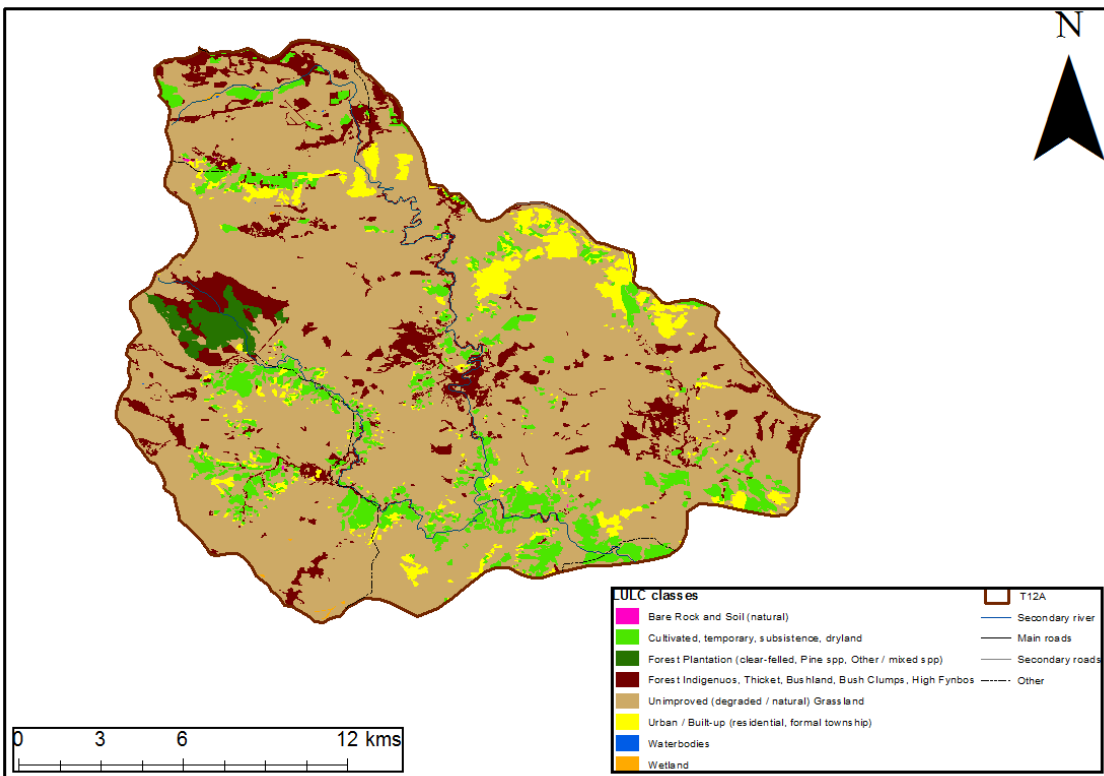 N
0 3 6 12 kms
LULC classes
Bare Rock and Soil (natural)
Cultivated, temporary, subsistence, dryland
Forest Plantation (clear-felled, Pine spp, Other / mixed spp)
Forest Indigenuos, Thicket, Bushland, Bush Clumps, High Fynbos
Unimproved (degraded / natural) Grassland
Urban / Built-up (residential, formal township)
Waterbodies
Wetland
T12A
Secondary river
Main roads
Secondary roads
Other